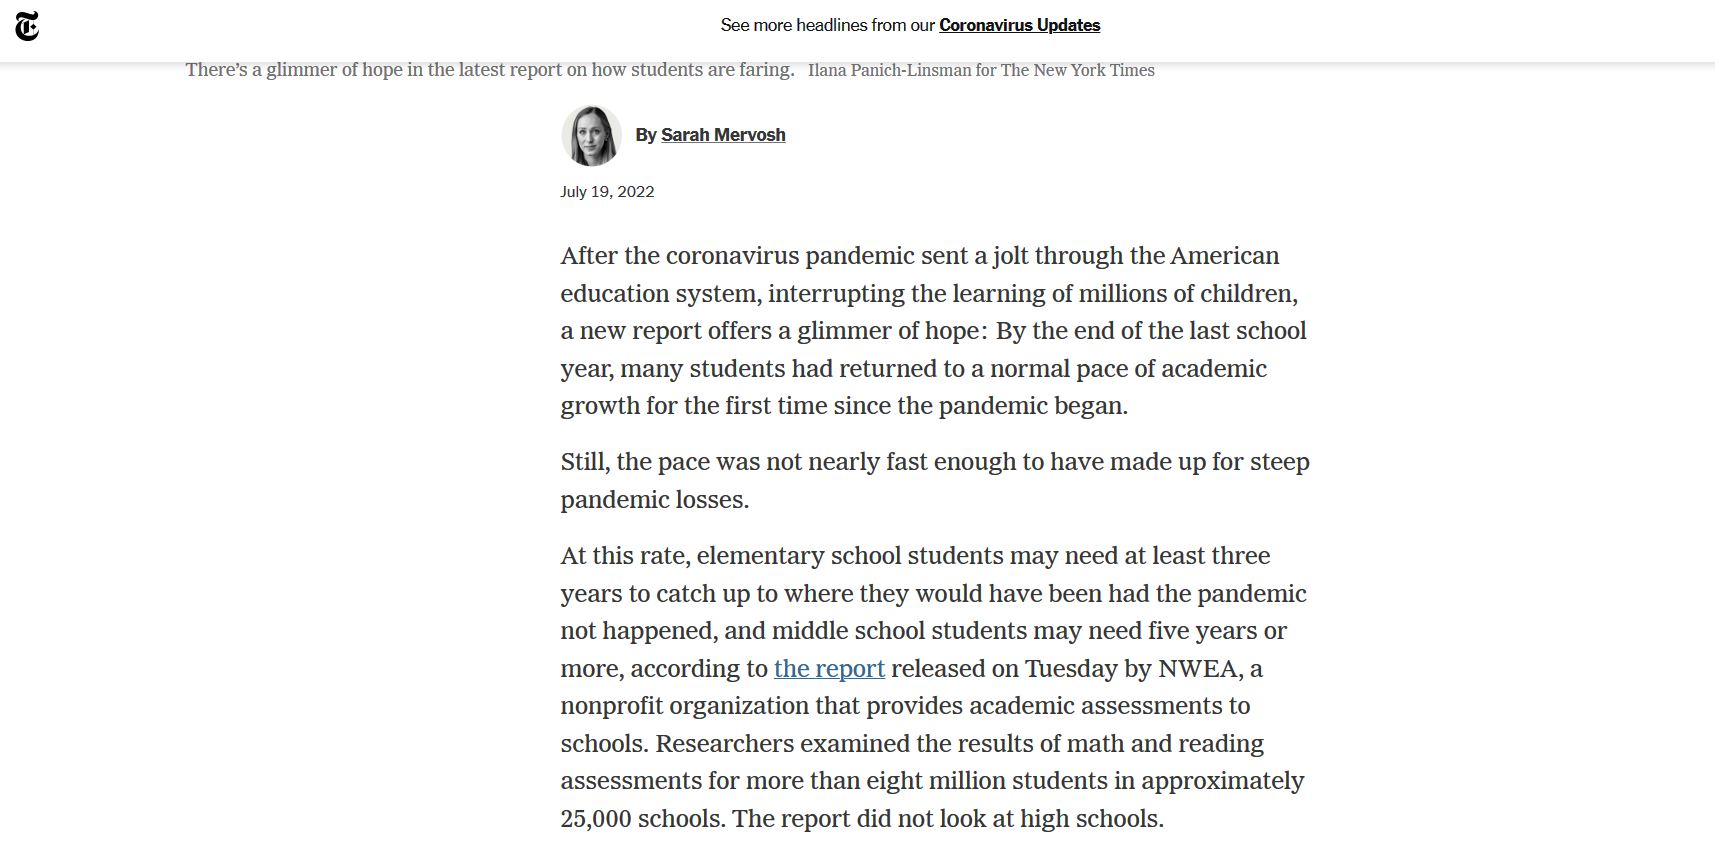 See more headlines from our Coronavirus Updates
There’s a glimmer of hope in the latest report on how students are faring. Ilana Panich-Linsman for The New York Times
By Sarah Mervosh
July 19, 2022
After the coronavirus pandemic sent a jolt through the American
education system, interrupting the learning of millions of children,
a new report offers a glimmer of hope: By the end of the last school
year, many students had returned to a normal pace of academic
growth for the first time since the pandemic began.
Still, the pace was not nearly fast enough to have made up for steep
pandemic losses.
At this rate, elementary school students may need at least three
years to catch up to where they would have been had the pandemic
not happened, and middle school students may need five years or
more, according to the report released on Tuesday by NWEA, a
nonprofit organization that provides academic assessments to
schools. Researchers examined the results of math and reading
assessments for more than eight million students in approximately
25,000 schools. The report did not look at high schools.